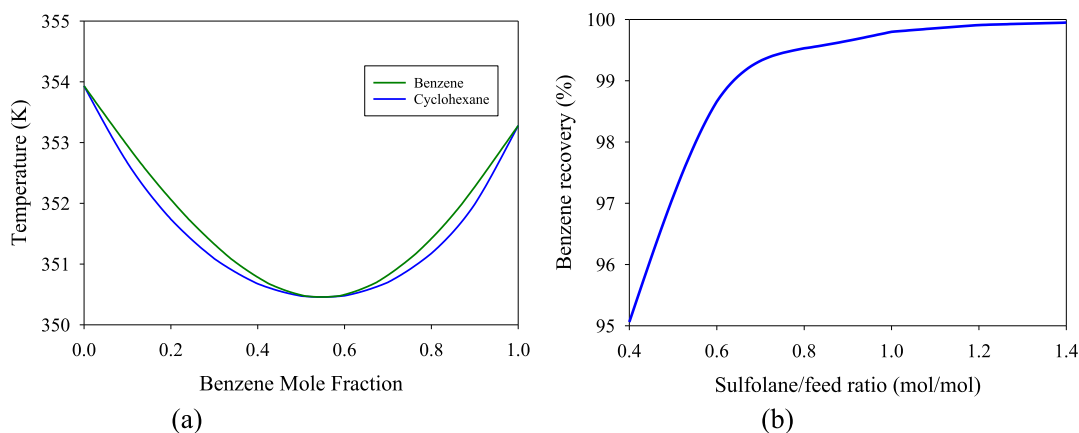 355
354
353
352
351
350
Temperature (K)
Benzene
Cyclohexane
0.0 0.2 0.4 0.6 0.8 1.0
Benzene Mole Fraction
(a)
100
99
98
97
96
95
Benzene recovery (%)
0.4 0.6 0.8 1.0 1.2 1.4
Sulfolane/feed ratio (mol/mol)
(b)